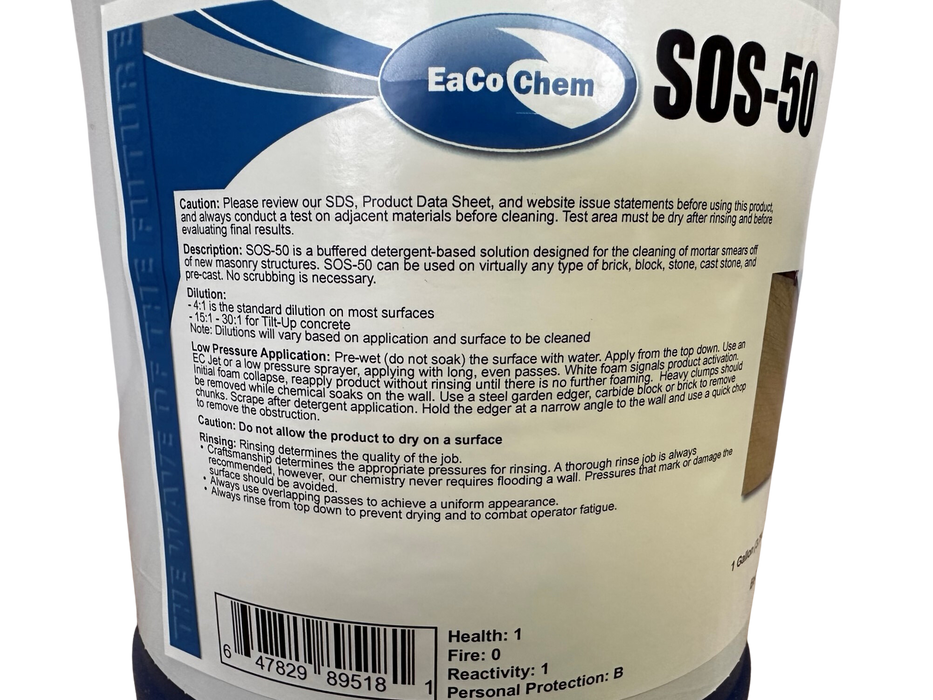 EaCo Chem
SOS-50
THE WAVE OF THE FUTURE
Caution: Please review our SDS, Product Data Sheet, and website issue statements before using this product,
and always conduct a test on adjacent materials before cleaning. Test area must be dry after rinsing and before
evaluating final results.
Description: SOS-50 is a buffered detergent-based solution designed for the cleaning of mortar smears off
of new masonry structures. SOS-50 can be used on virtually any type of brick, block, stone, cast stone, and
pre-cast. No scrubbing is necessary.
Dilution:
- 4:1 is the standard dilution on most surfaces
- 15:1 - 30:1 for Tilt-Up concrete
Note: Dilutions will vary based on application and surface to be cleaned
Low Pressure Application: Pre-wet (do not soak) the surface with water. Apply from the top down. Use an
EC Jet or a low pressure sprayer, applying with long, even passes. White foam signals product activation.
Initial foam collapse, reapply product without rinsing until there is no further foaming. Heavy clumps should
be removed while chemical soaks on the wall. Use a steel garden edger, carbide block or brick to remove
chunks. Scrape after detergent application. Hold the edger at a narrow angle to the wall and use a quick chop
to remove the obstruction.
Caution: Do not allow the product to dry on a surface
Rinsing: Rinsing determines the quality of the job.
• Craftsmanship determines the appropriate pressures for rinsing. A thorough rinse job is always
recommended, however, our chemistry never requires flooding a wall. Pressures that mark or damage the
surface should be avoided.
• Always use overlapping passes to achieve a uniform appearance.
• Always rinse from top down to prevent drying and to combat operator fatigue.
1 Gallon
6 47829 89518 1
Health: 1
Fire: 0
Reactivity: 1
Personal Protection: B